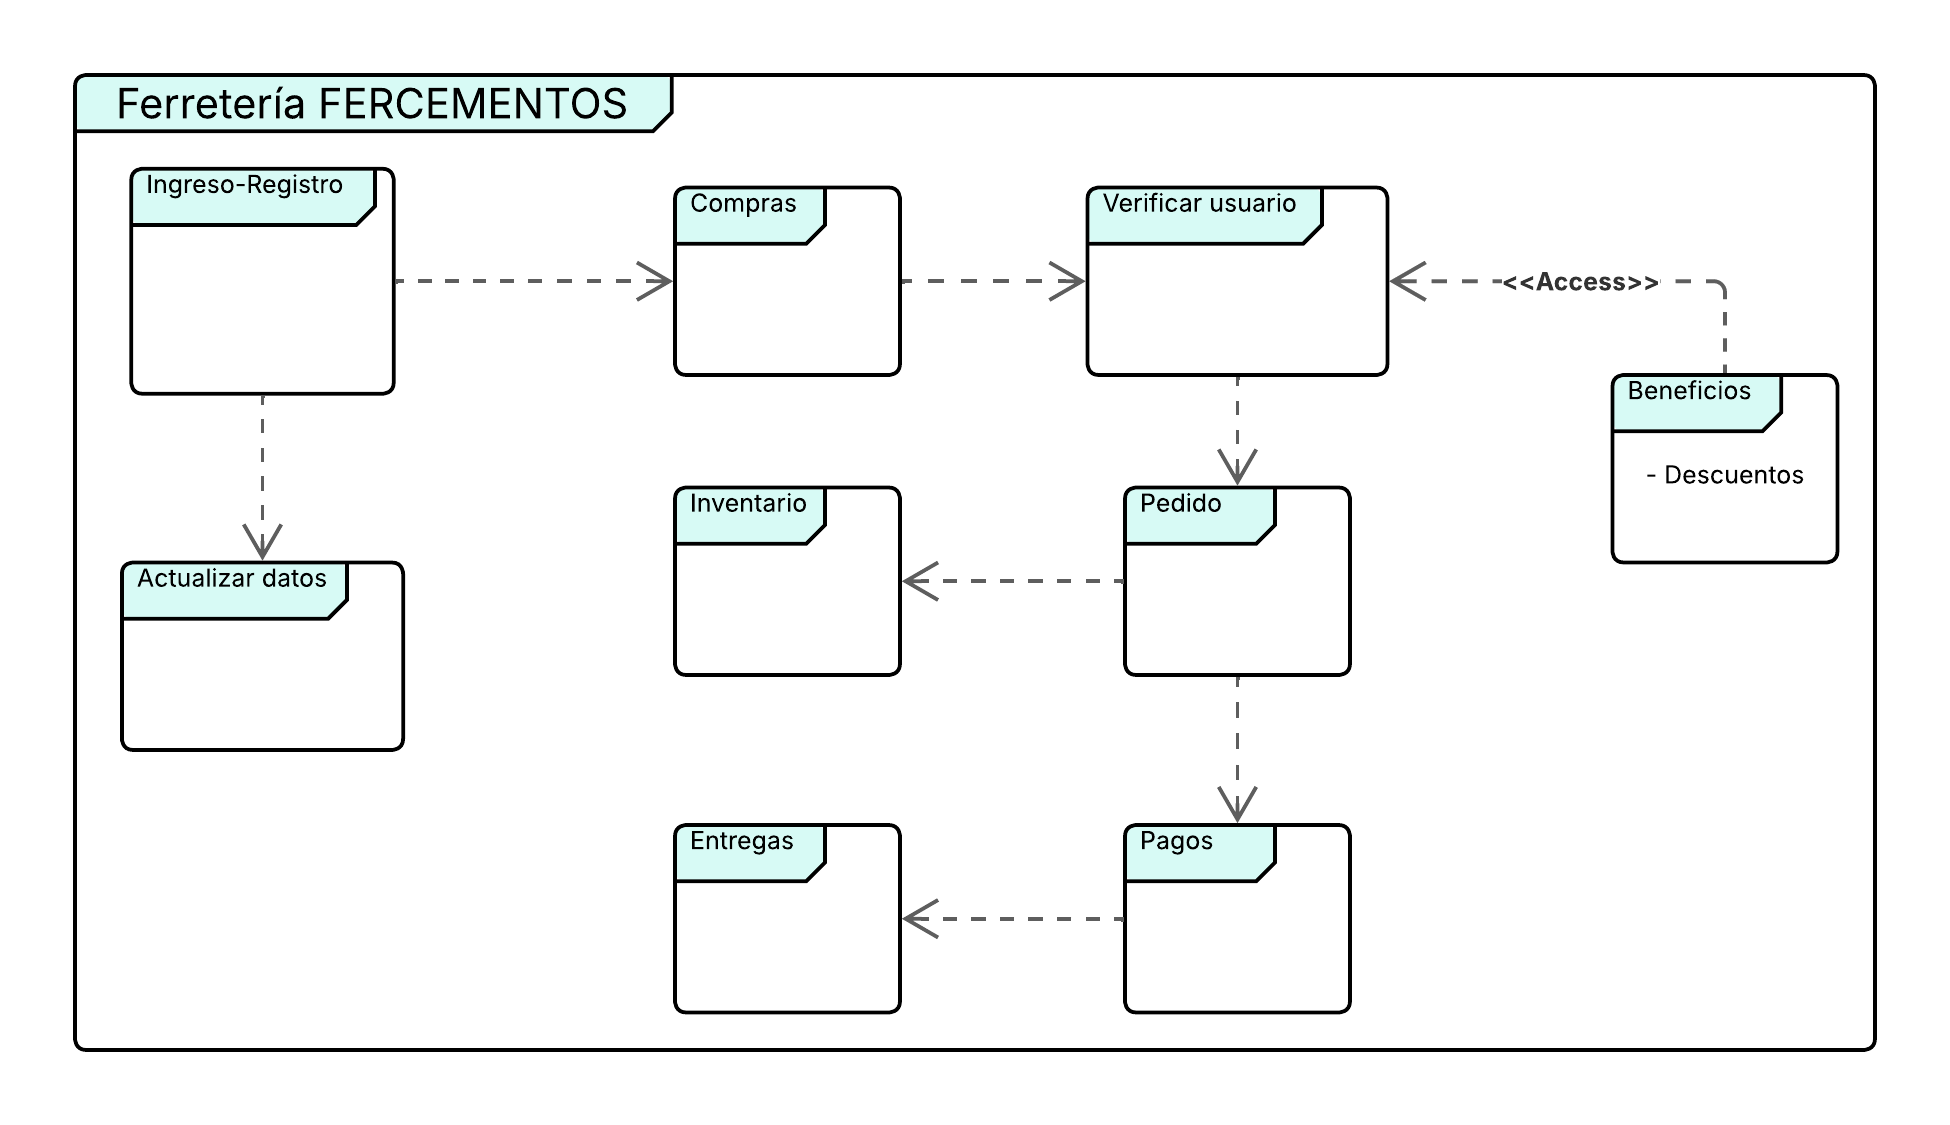 Ferretería FERCEMENTOS
Ingreso-Registro
Compras
Verificar usuario
<<Access>>
Beneficios
- Descuentos
Inventario
Pedido
Actualizar datos
Entregas
Pagos